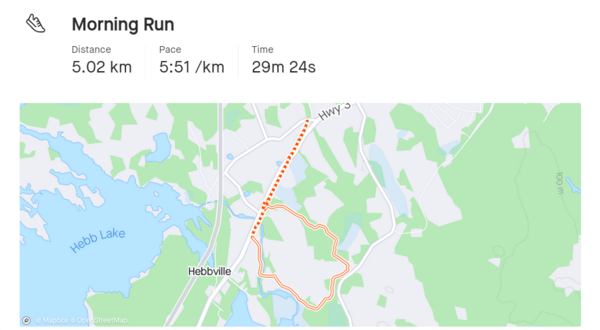 Morning Run
Distance Pace Time
5.02 km 5:51 /km 29m 24s
Hwy 3
100 m
Hebb Lake
Hebbville
© Mapbox © OpenStreetMap